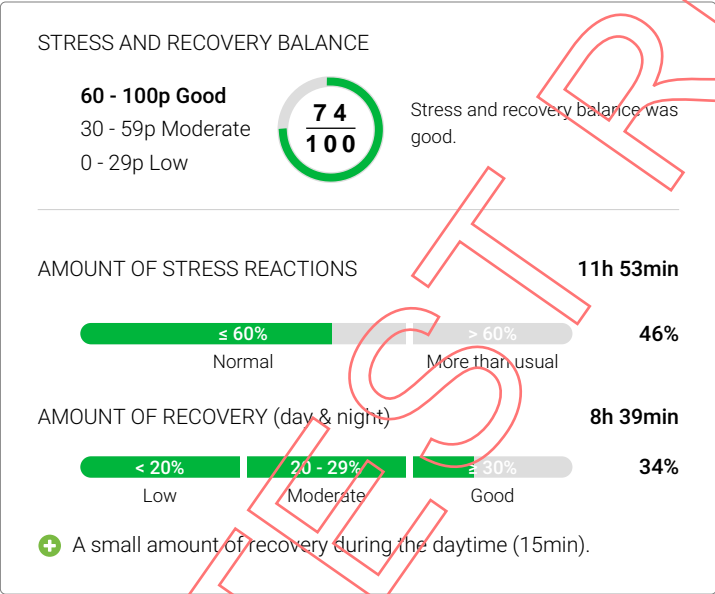 STRESS AND RECOVERY BALANCE
60 - 100p Good
30 - 59p Moderate
0 - 29p Low
74
100
Stress and recovery balance was
good.
AMOUNT OF STRESS REACTIONS 11h 53min
≤ 60% > 60% 46%
Normal More than usual
AMOUNT OF RECOVERY (day & night) 8h 39min
< 20% 20 - 29% ≥ 30% 34%
Low Moderate Good
A small amount of recovery during the daytime (15min).
TEST R